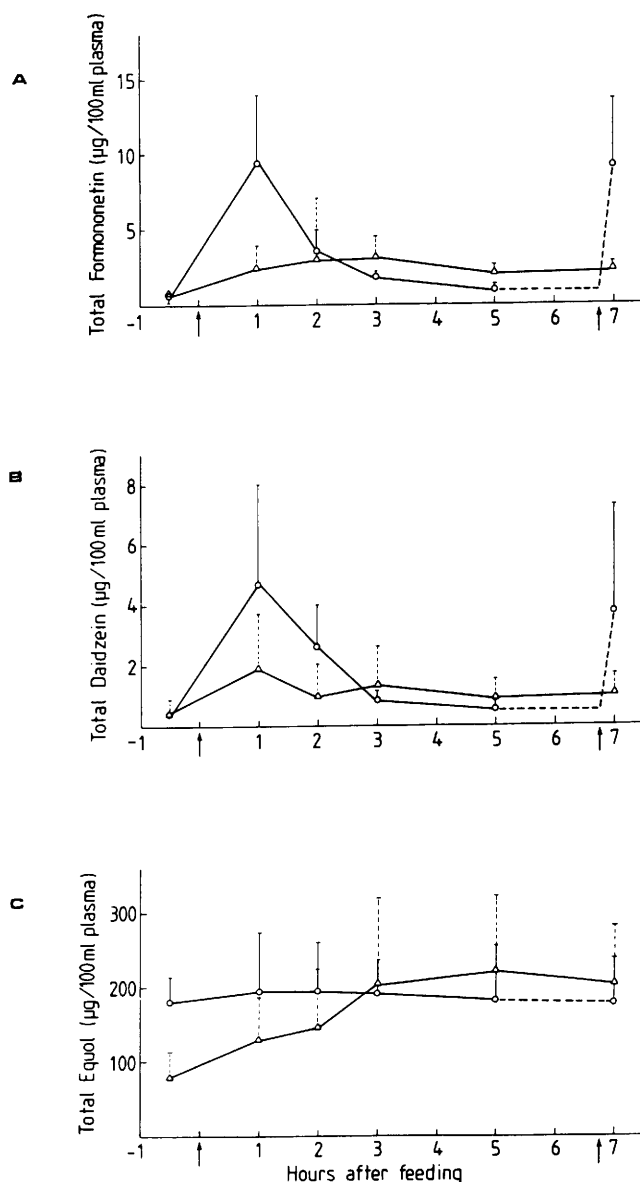 A
Total Formononetin (µg/100ml plasma)
15
10
5
-1 1 2 3 4 5 6 7
B
Total Daidzein (µg/100ml plasma)
8
6
4
2
-1 1 2 3 4 5 6 7
C
Total Equol (µg/100ml plasma)
300
200
100
-1 1 2 3 4 5 6 7
Hours after feeding